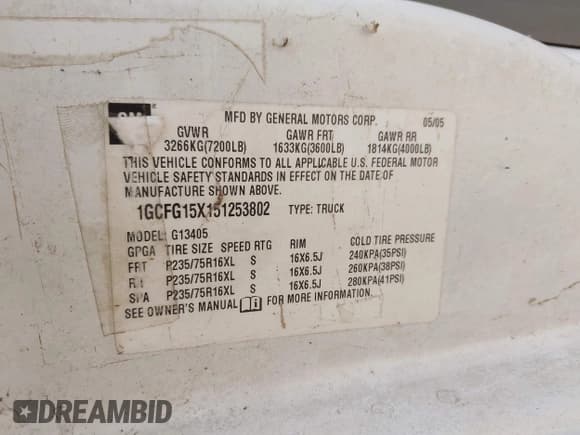 GM
MFD BY GENERAL MOTORS CORP. 05/05
GVWR GAWR FRT GAWR RR
3266KG(7200LB) 1633KG(3600LB) 1814KG(4000LB)
THIS VEHICLE CONFORMS TO ALL APPLICABLE U.S. FEDERAL MOTOR
VEHICLE SAFETY STANDARDS IN EFFECT ON THE DATE OF
MANUFACTURE SHOWN ABOVE.
1GCFG15X151253802 TYPE: TRUCK
MODEL: G13405
GPGA TIRE SIZE SPEED RTG RIM COLD TIRE PRESSURE
FRT P235/75R16XL S 16X6.5J 240KPA(35PSI)
RR P235/75R16XL S 16X6.5J 260KPA(38PSI)
SPA P235/75R16XL S 16X6.5J 280KPA(41PSI)
SEE OWNER'S MANUAL FOR MORE INFORMATION.
DREAMBID